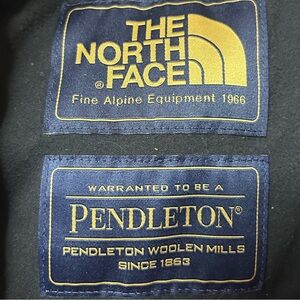 THE
NORTH
FACE
®
Fine Alpine Equipment 1966
WARRANTED TO BE A
PENDLETON®
PENDLETON WOOLEN MILLS
SINCE 1863